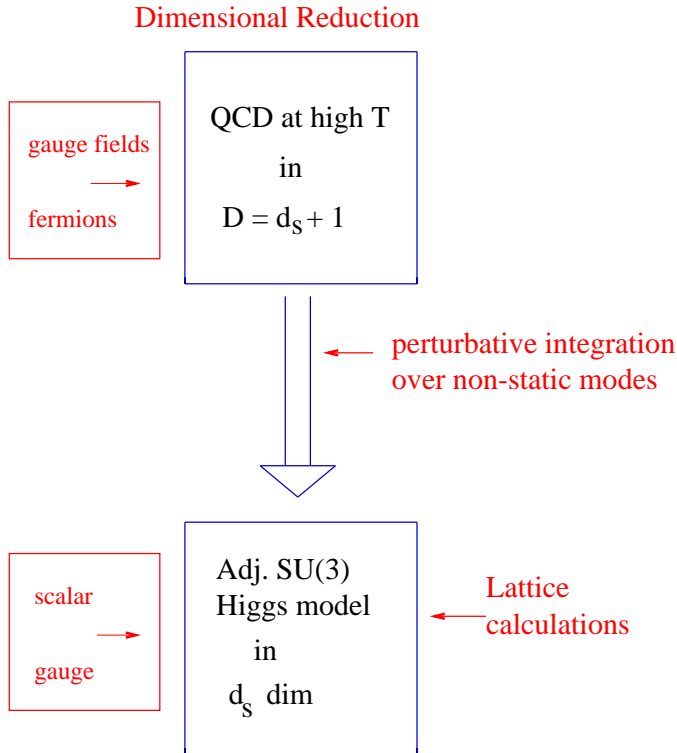 Dimensional Reduction
QCD at high T
in
D = d_s + 1
gauge fields
fermions
perturbative integration
over non-static modes
Adj. SU(3)
Higgs model
in
d_s dim
scalar
gauge
Lattice
calculations